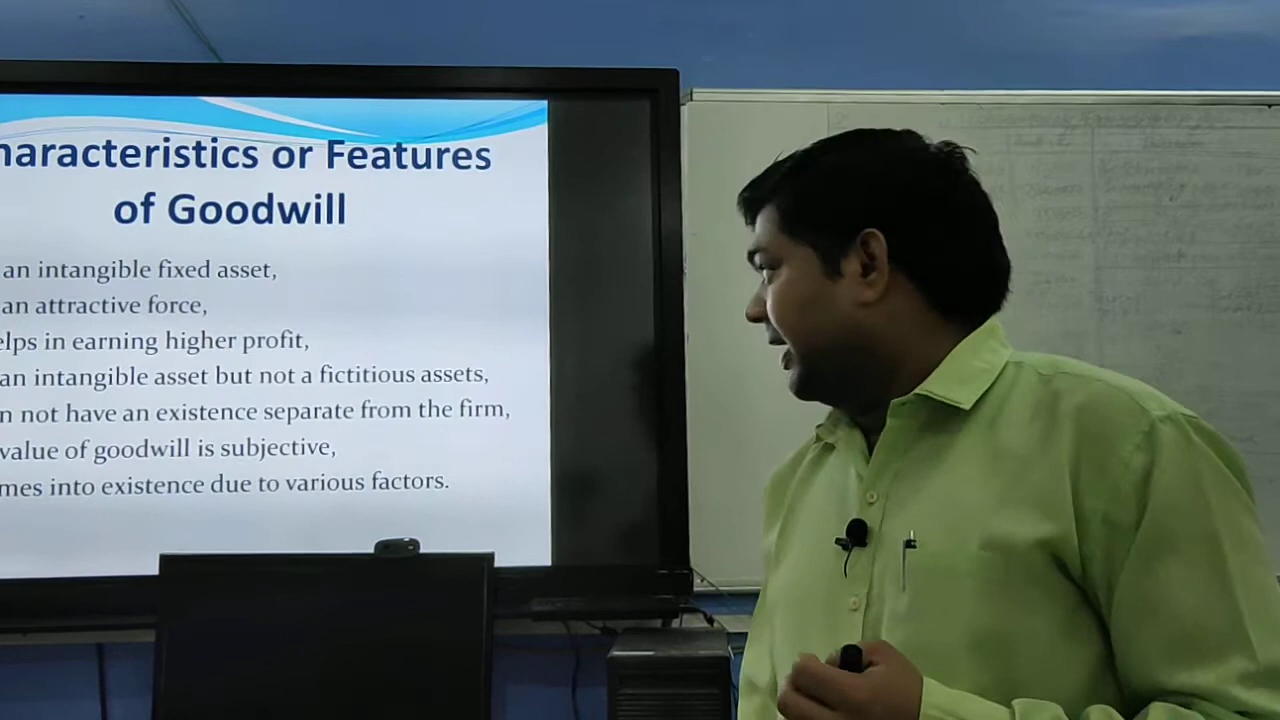 haracteristics or Features
of Goodwill
an intangible fixed asset,
an attractive force,
elps in earning higher profit,
an intangible asset but not a fictitious assets,
n not have an existence separate from the firm,
value of goodwill is subjective,
mes into existence due to various factors.